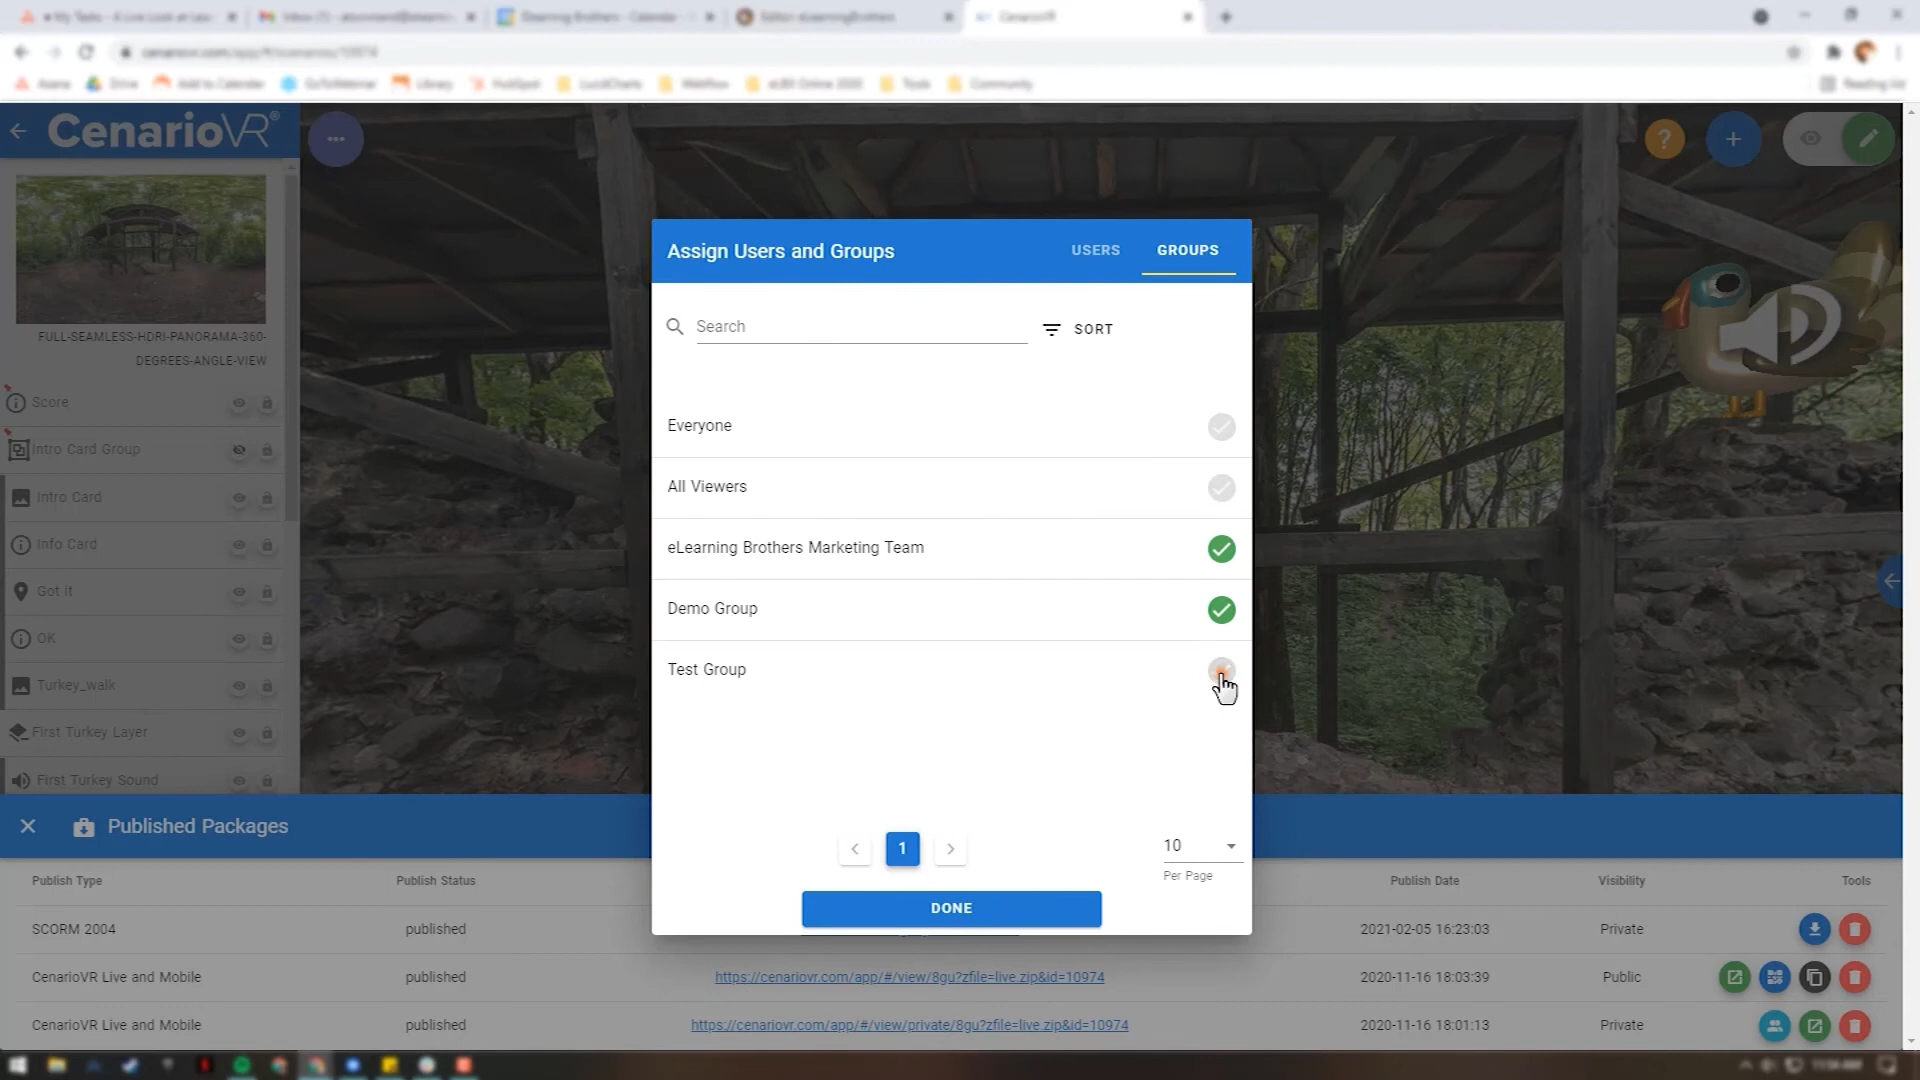 CenarioVR®
...
?
+
FULL-SEAMLESS-HDRI-PANORAMA-360-
DEGREES-ANGLE-VIEW
Score
Intro Card Group
Intro Card
Info Card
Got it
OK
Turkey_walk
First Turkey Layer
First Turkey Sound
Assign Users and Groups
USERS
GROUPS
Search
SORT
Everyone
All Viewers
eLearning Brothers Marketing Team
Demo Group
Test Group
1
10
Per Page
DONE
Published Packages
Publish Type Publish Status Publish Date Visibility Tools
SCORM 2004 published 2021-02-05 16:23:03 Private
CenarioVR Live and Mobile published https://cenariovr.com/app/#/view/8gu?zfile=live.zip&id=10974 2020-11-16 18:03:39 Public
CenarioVR Live and Mobile published https://cenariovr.com/app/#/view/private/8gu?zfile=live.zip&id=10974 2020-11-16 18:01:13 Private